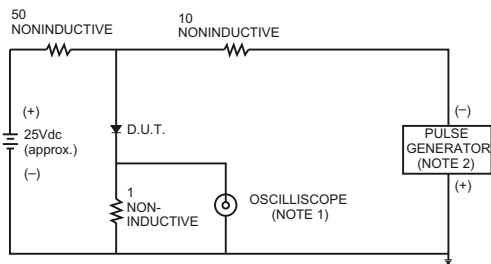 50
NONINDUCTIVE
10
NONINDUCTIVE
(+)
25Vdc
(approx.)
(–)
D.U.T.
1
NON-
INDUCTIVE
OSCILLISCOPE
(NOTE 1)
(–)
PULSE
GENERATOR
(NOTE 2)
(+)